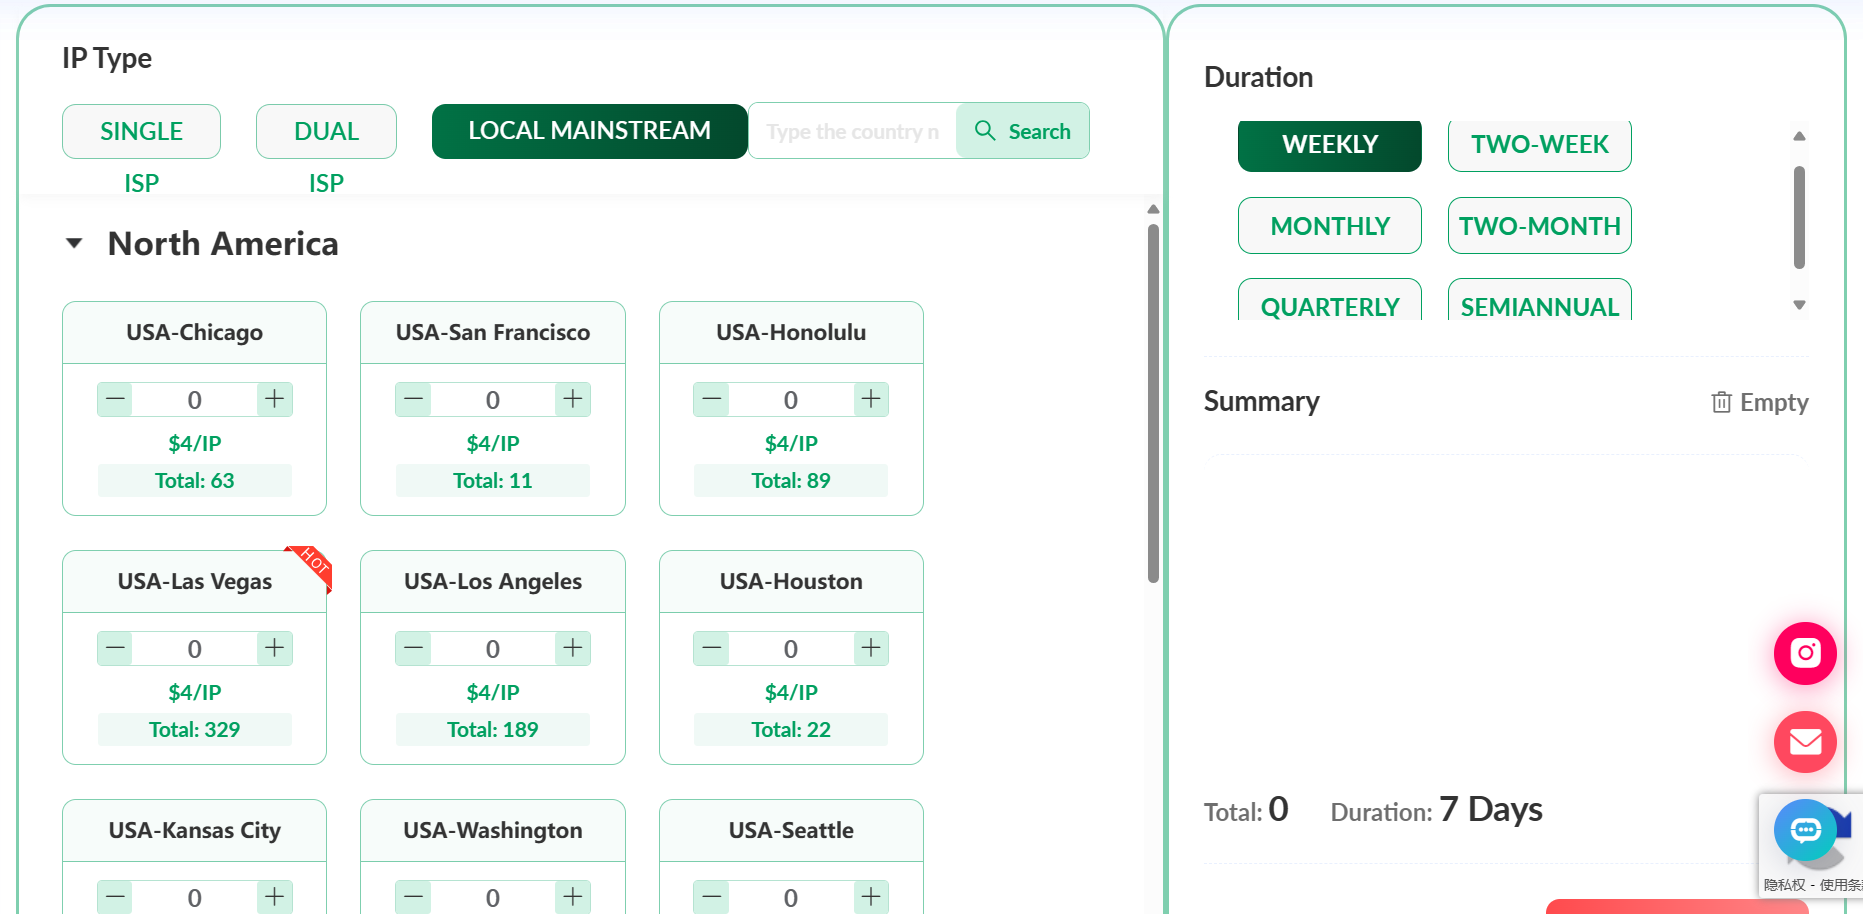 IP Type
SINGLE ISP
DUAL ISP
LOCAL MAINSTREAM
Type the country n
Search
North America
USA-Chicago
0
$4/IP
Total: 63
USA-San Francisco
0
$4/IP
Total: 11
USA-Honolulu
0
$4/IP
Total: 89
HOT
USA-Las Vegas
0
$4/IP
Total: 329
USA-Los Angeles
0
$4/IP
Total: 189
USA-Houston
0
$4/IP
Total: 22
USA-Kansas City
0
USA-Washington
0
USA-Seattle
0
Duration
WEEKLY
TWO-WEEK
MONTHLY
TWO-MONTH
QUARTERLY
SEMIANNUAL
Summary
Empty
Total: 0
Duration: 7 Days
隐私权 - 使用条